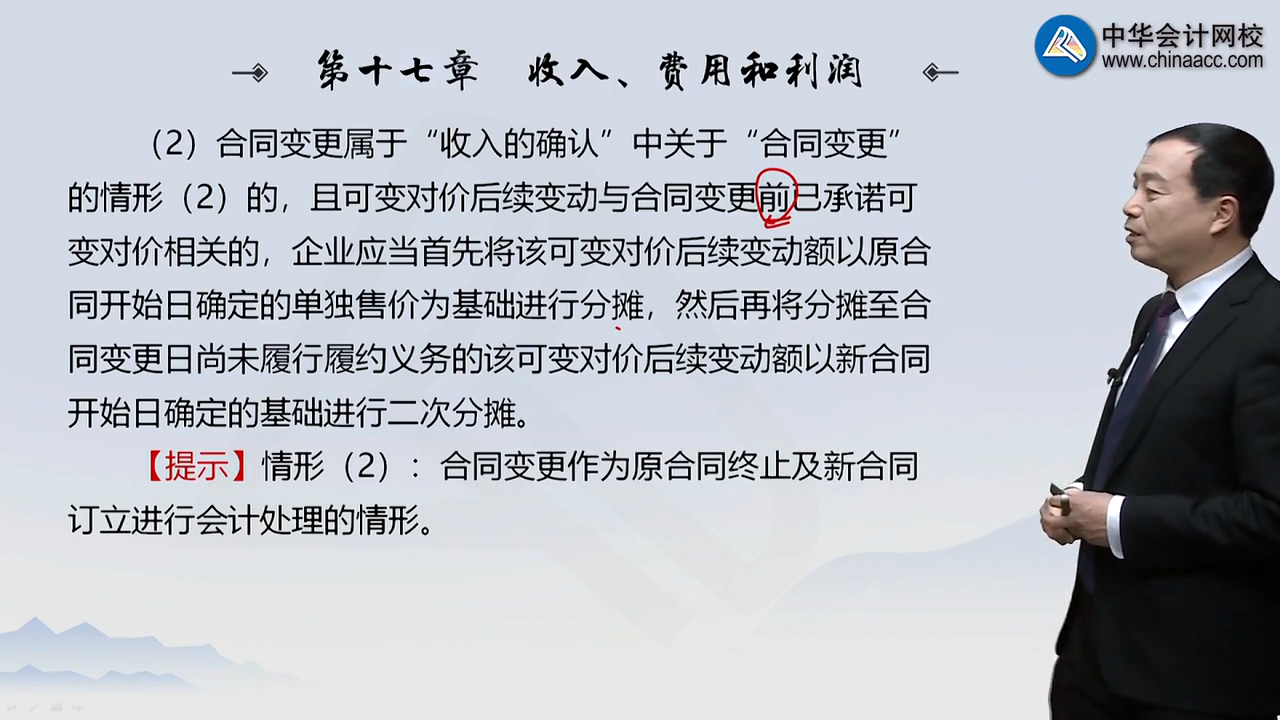 中华会计网校
www.chinaacc.com
第十七章 收入、费用和利润
（2）合同变更属于“收入的确认”中关于“合同变更”
的情形（2）的，且可变对价后续变动与合同变更前已承诺可
变对价相关的，企业应当首先将该可变对价后续变动额以原合
同开始日确定的单独售价为基础进行分摊，然后再将分摊至合
同变更日尚未履行履约义务的该可变对价后续变动额以新合同
开始日确定的基础进行二次分摊。
【提示】情形（2）：合同变更作为原合同终止及新合同
订立进行会计处理的情形。